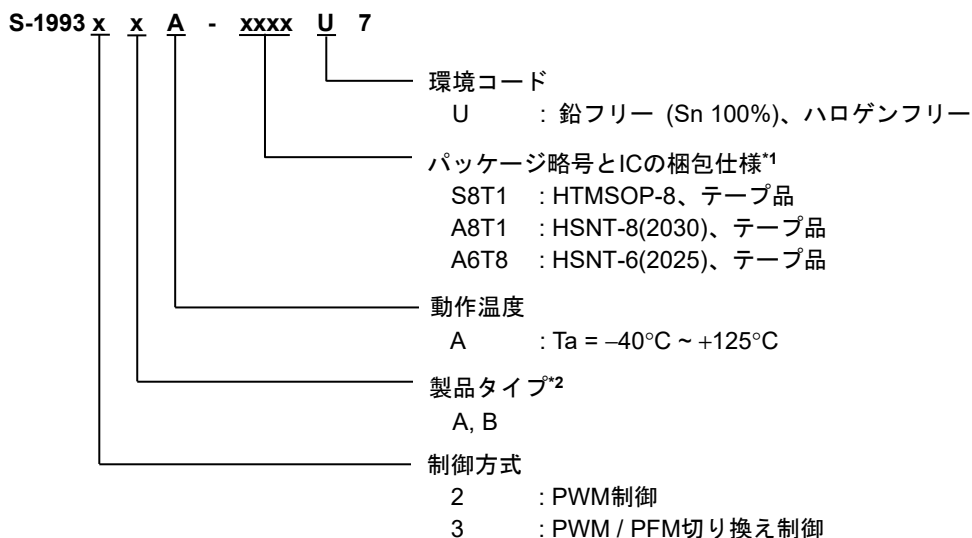 S-1993 x x A - xxxx U 7
環境コード
U : 鉛フリー (Sn 100%)、ハロゲンフリー
パッケージ略号とICの梱包仕様*1
S8T1 : HTMSOP-8、テープ品
A8T1 : HSNT-8(2030)、テープ品
A6T8 : HSNT-6(2025)、テープ品
動作温度
A : Ta = −40°C ~ +125°C
製品タイプ*2
A, B
制御方式
2 : PWM制御
3 : PWM / PFM切り換え制御